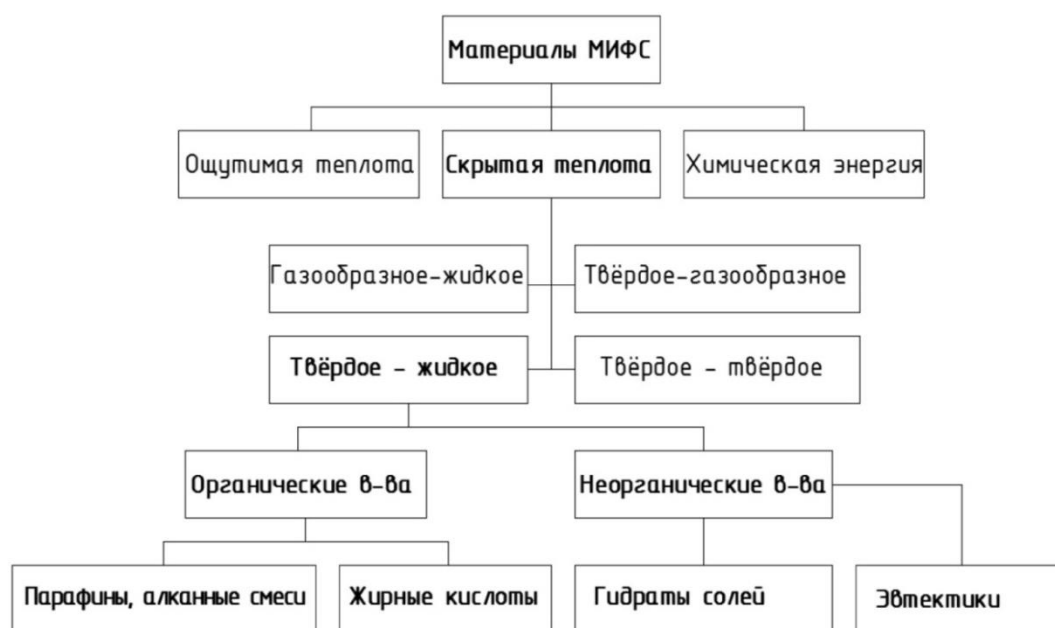 Материалы МИФС
Ощутимая теплота
Скрытая теплота
Химическая энергия
Газообразное-жидкое
Твёрдое-газообразное
Твёрдое - жидкое
Твёрдое - твёрдое
Органические в-ва
Неорганические в-ва
Парафины, алканные смеси
Жирные кислоты
Гидраты солей
Эвтектики